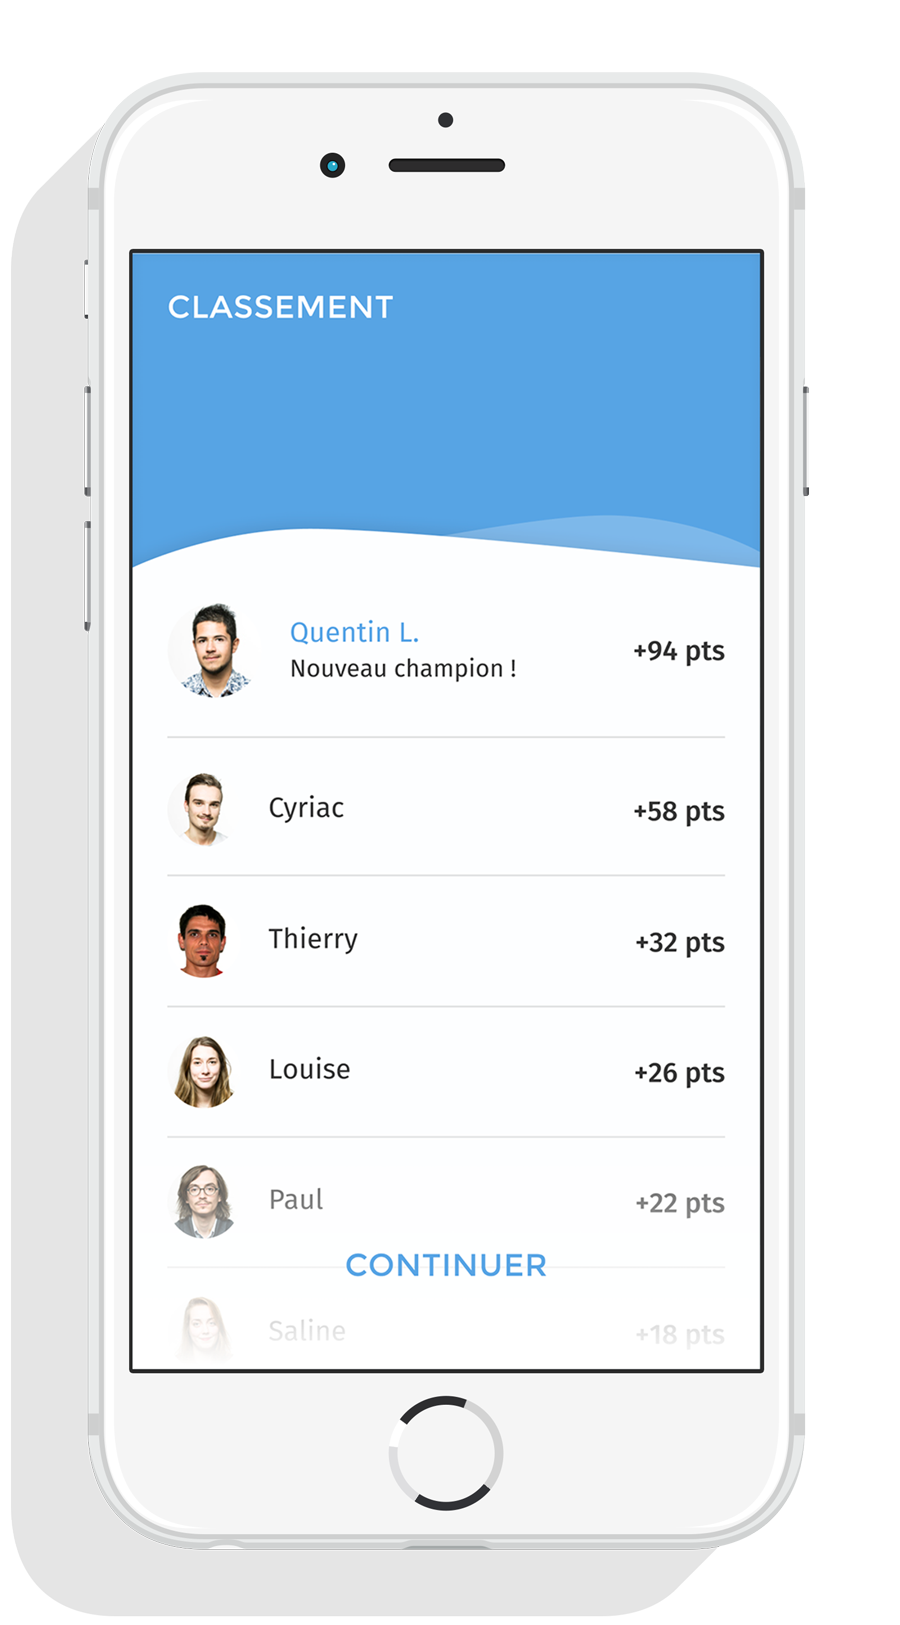 CLASSEMENT
Quentin L.
Nouveau champion !
+94 pts
Cyriac
+58 pts
Thierry
+32 pts
Louise
+26 pts
Paul
+22 pts
CONTINUER
Saline
+18 pts